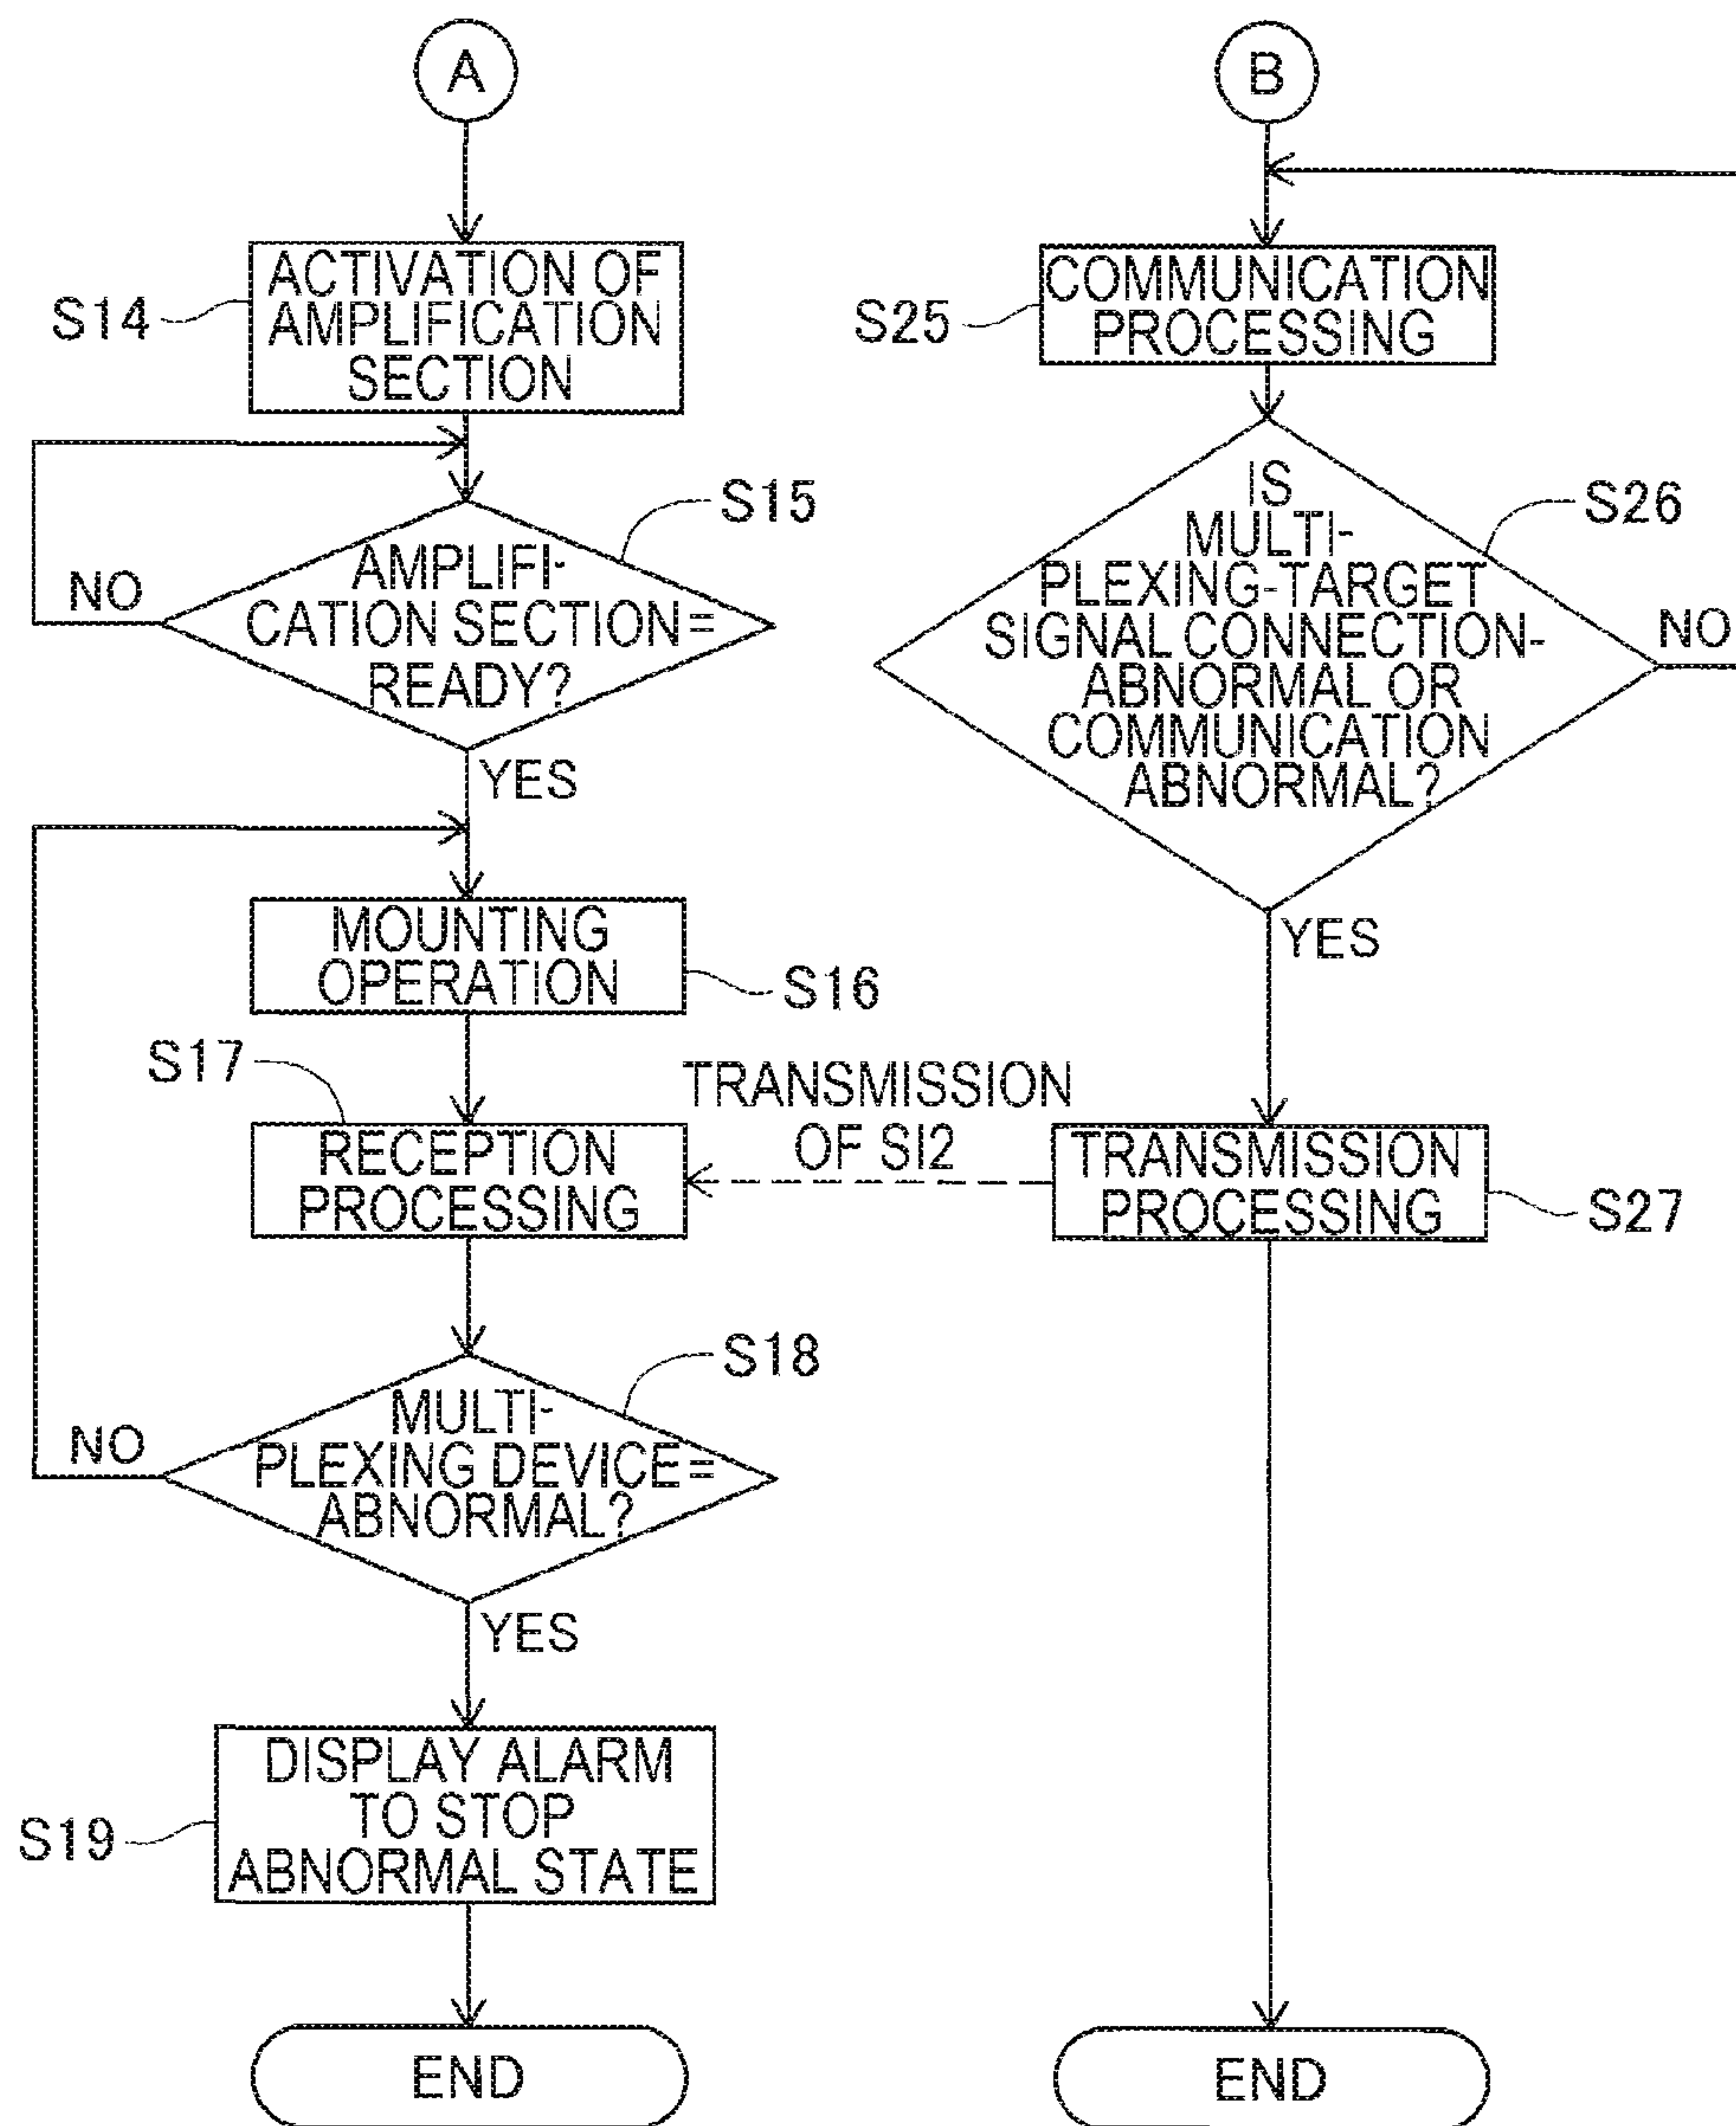 A
S14
ACTIVATION OF
AMPLIFICATION
SECTION
S15
AMPLIFI-
CATION SECTION=
READY?
NO
YES
MOUNTING
OPERATION
S16
S17
RECEPTION
PROCESSING
TRANSMISSION
OF SI2
S18
MULTI-
PLEXING DEVICE=
ABNORMAL?
NO
YES
S19
DISPLAY ALARM
TO STOP
ABNORMAL STATE
END
B
S25
COMMUNICATION
PROCESSING
S26
IS
MULTI-
PLEXING-TARGET
SIGNAL CONNECTION-
ABNORMAL OR
COMMUNICATION
ABNORMAL?
NO
YES
TRANSMISSION
PROCESSING
S27
END